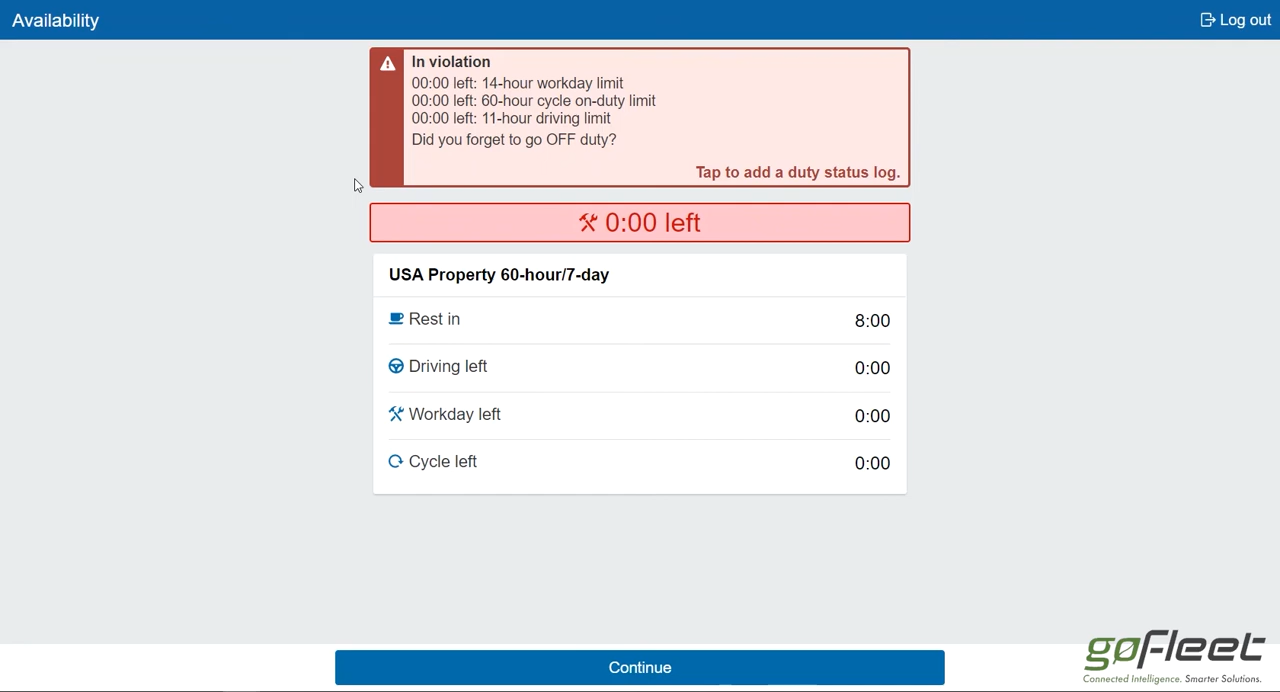 Availability
Log out
In violation
00:00 left: 14-hour workday limit
00:00 left: 60-hour cycle on-duty limit
00:00 left: 11-hour driving limit
Did you forget to go OFF duty?
Tap to add a duty status log.
0:00 left
USA Property 60-hour/7-day
Rest in 8:00
Driving left 0:00
Workday left 0:00
Cycle left 0:00
Continue
gofleet
Connected Intelligence. Smarter Solutions.